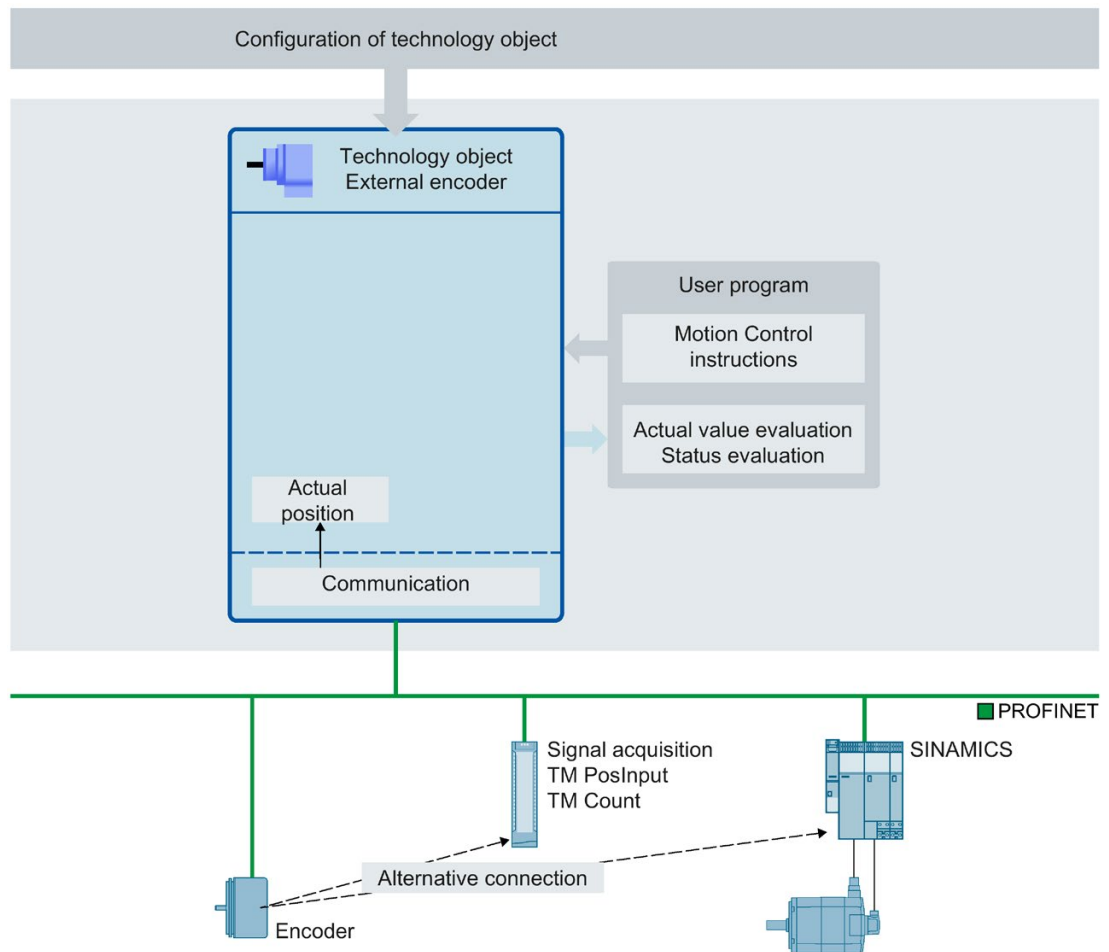 Configuration of technology object
Technology object
External encoder
User program
Motion Control
instructions
Actual value evaluation
Status evaluation
Actual
position
Communication
PROFINET
Signal acquisition
TM PosInput
TM Count
SINAMICS
Alternative connection
Encoder